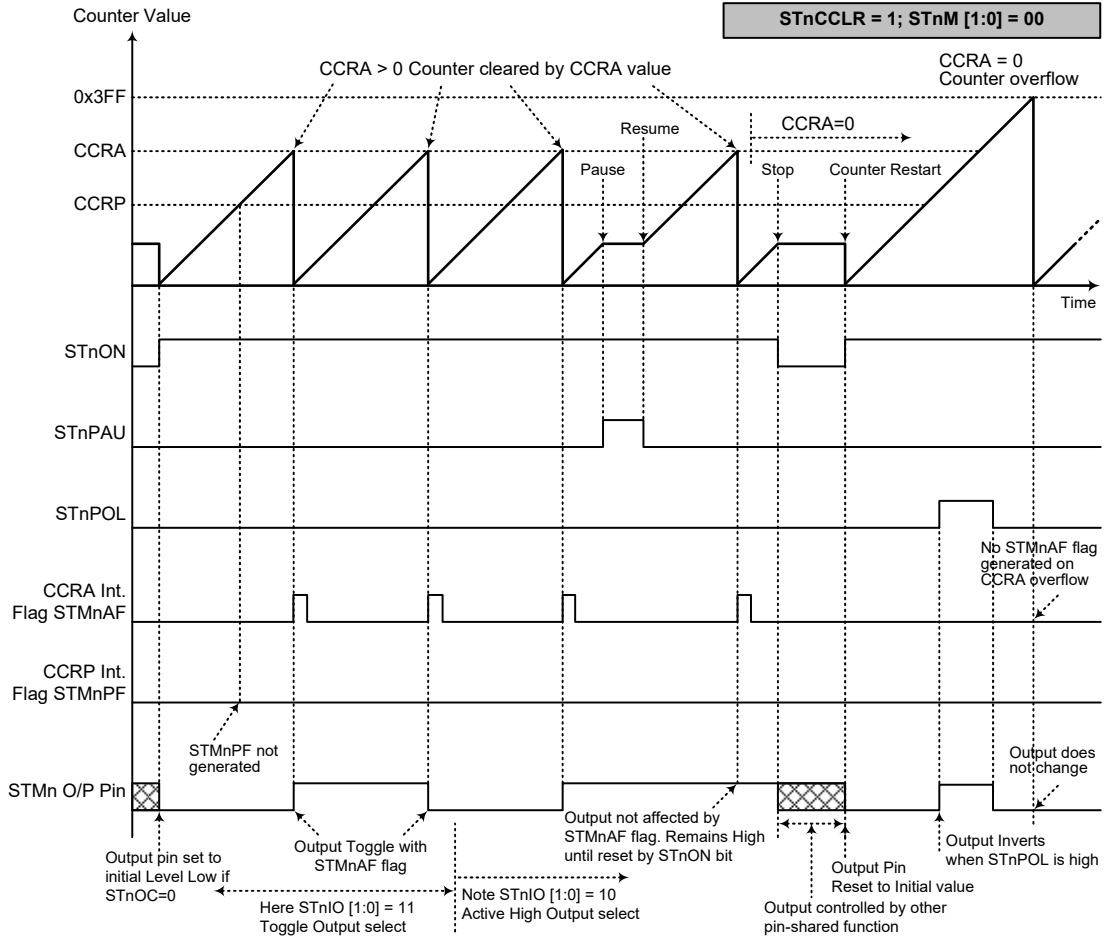 Counter Value
STnCCLR = 1; STnM [1:0] = 00
CCRA > 0 Counter cleared by CCRA value
CCRA = 0
Counter overflow
0x3FF
CCRA
CCRP
Resume
CCRA=0
Pause
Stop
Counter Restart
Time
STnON
STnPAU
STnPOL
No STMnAF flag
generated on
CCRA overflow
CCRA Int.
Flag STMnAF
CCRP Int.
Flag STMnPF
STMnPF not
generated
Output does
not change
STMn O/P Pin
Output pin set to
initial Level Low if
STnOC=0
Output Toggle with
STMnAF flag
Output not affected by
STMnAF flag. Remains High
until reset by STnON bit
Output Inverts
when STnPOL is high
Output Pin
Reset to Initial value
Here STnIO [1:0] = 11
Toggle Output select
Note STnIO [1:0] = 10
Active High Output select
Output controlled by other
pin-shared function